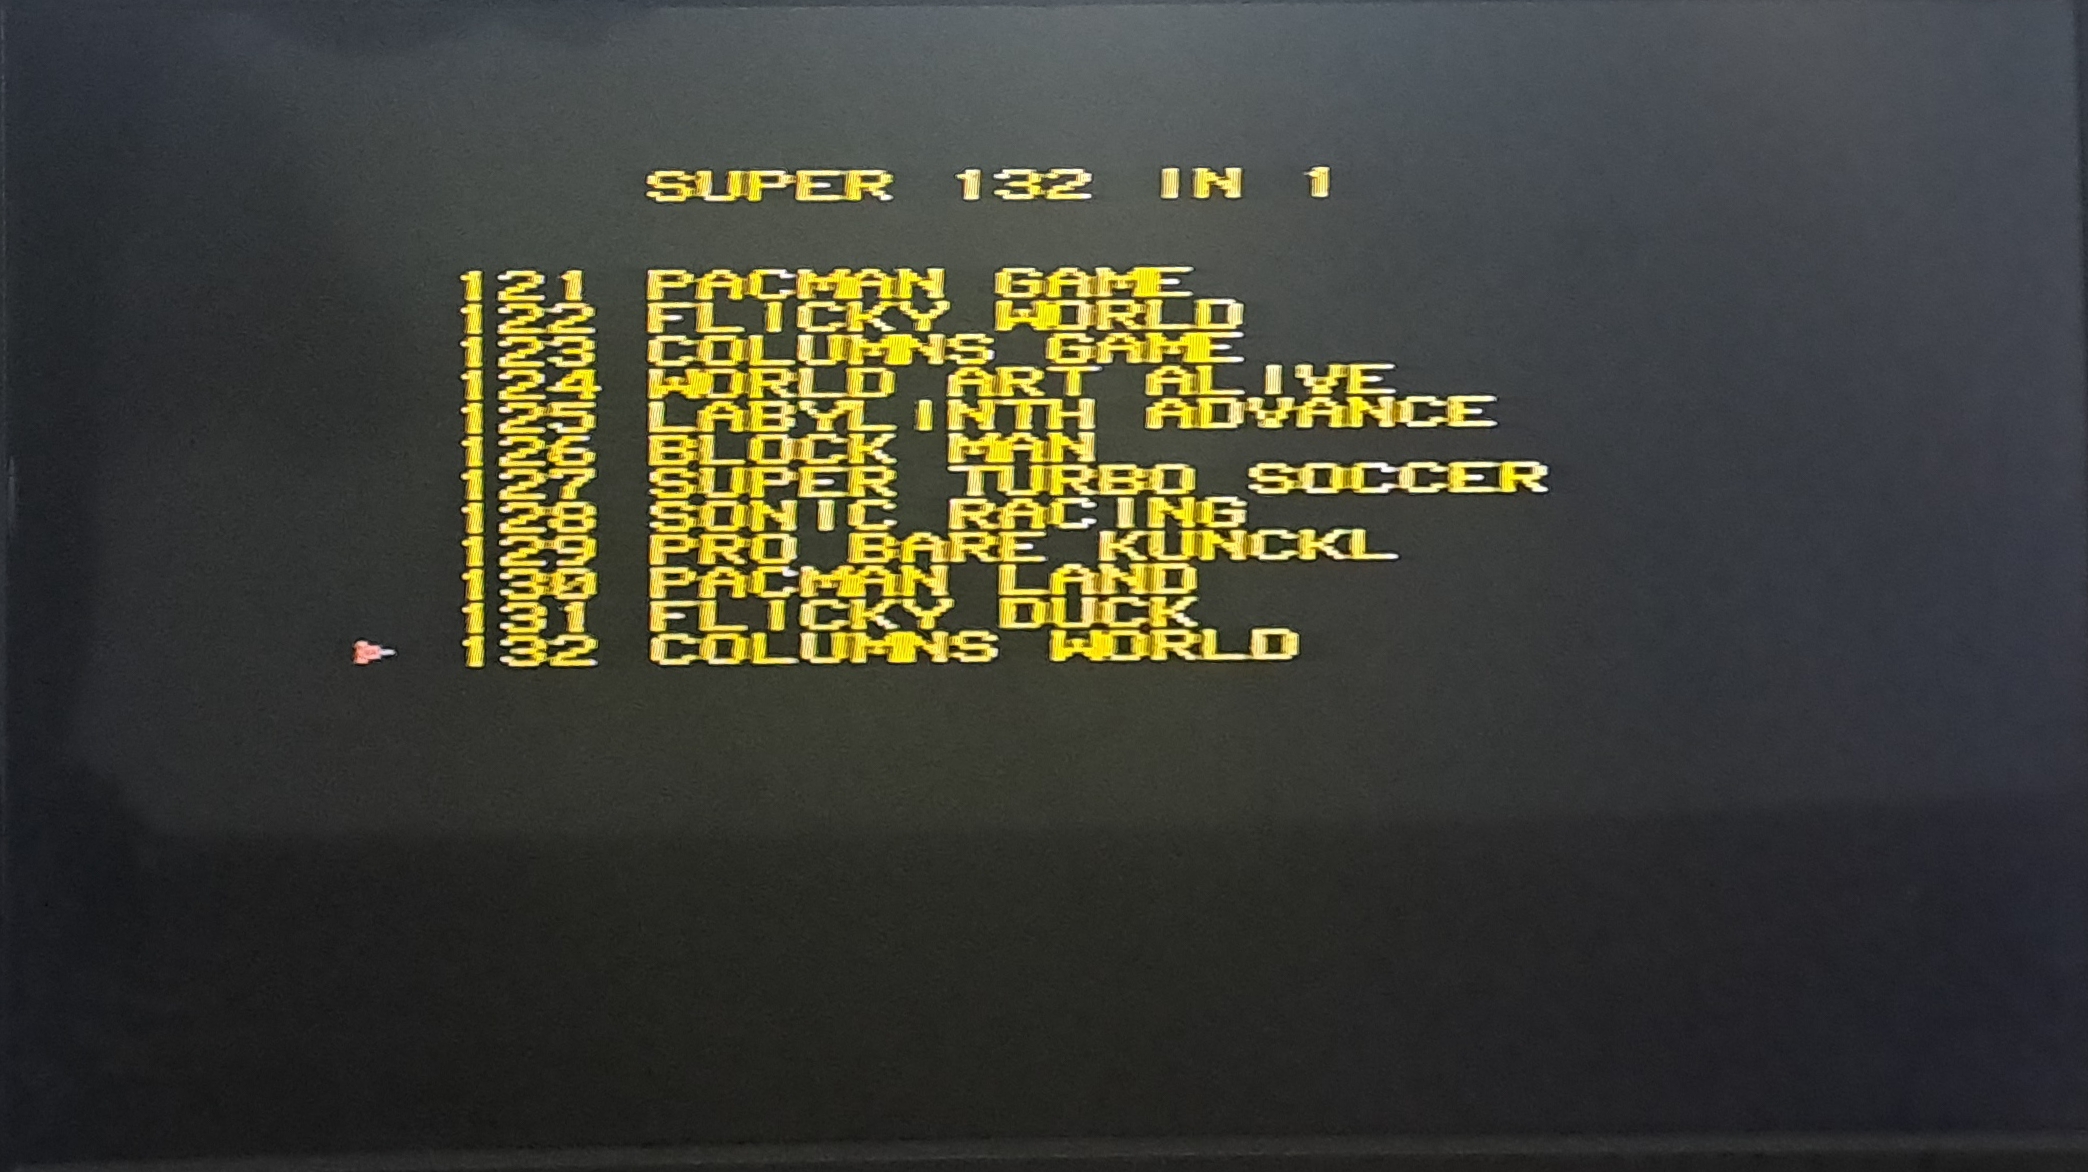 SUPER 132 IN 1
121 PACMAN GAME
122 FLICKY WORLD
123 COLUMNS GAME
124 WORLD ART ALIVE
125 LABYLINTH ADVANCE
126 BLOCK MAN
127 SUPER TURBO SOCCER
128 SONIC RACING
129 PRO BARE KUNCKL
130 PACMAN LAND
131 FLICKY DUCK
132 COLUMNS WORLD